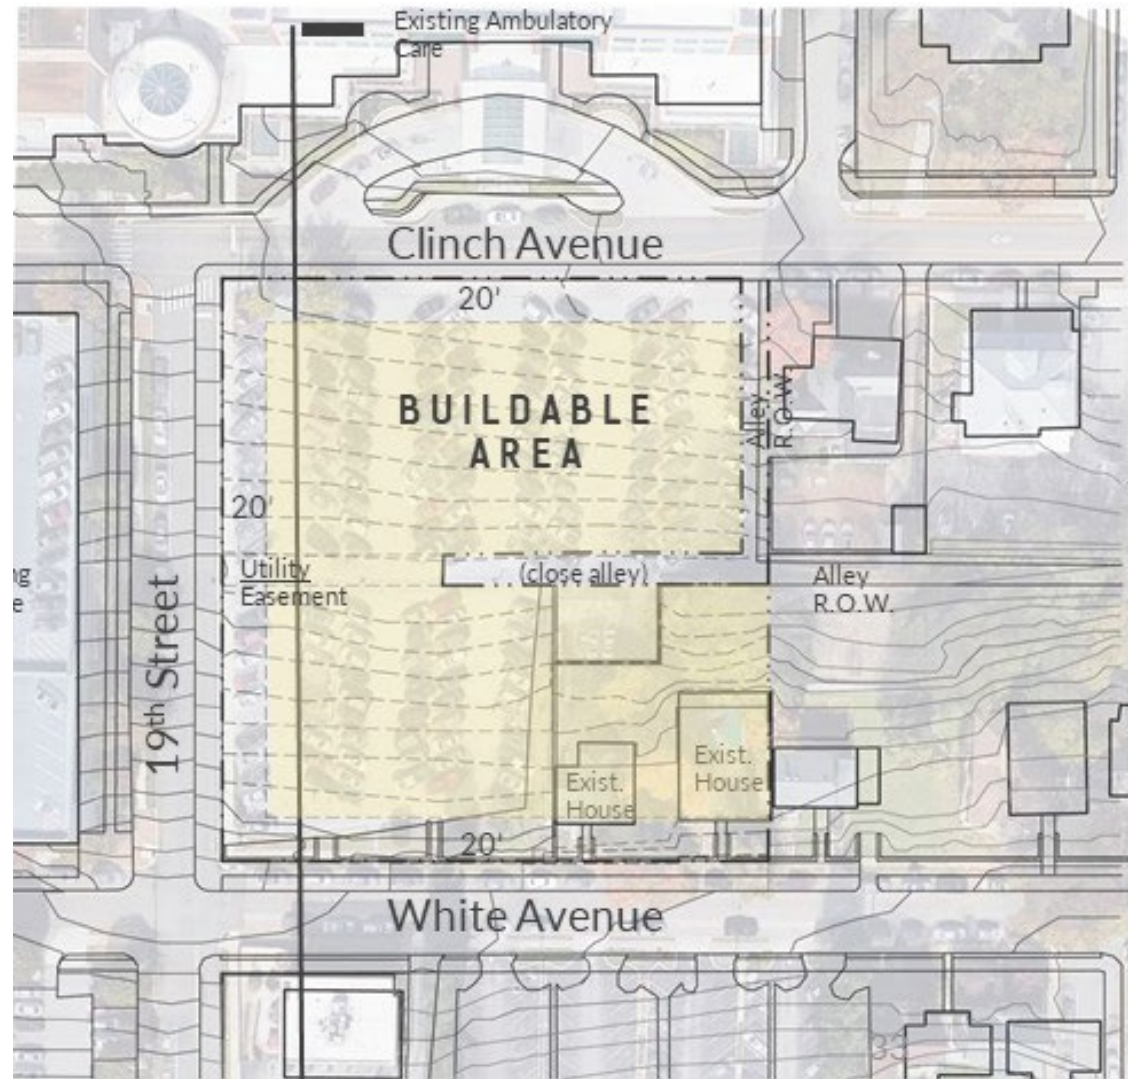 Existing Ambulatory
Care
Clinch Avenue
20'
BUILDABLE
AREA
Alley
R.O.W.
20'
Utility
Easement
(close alley)
Alley
R.O.W.
19th Street
Exist.
House
Exist.
House
20'
White Avenue
33